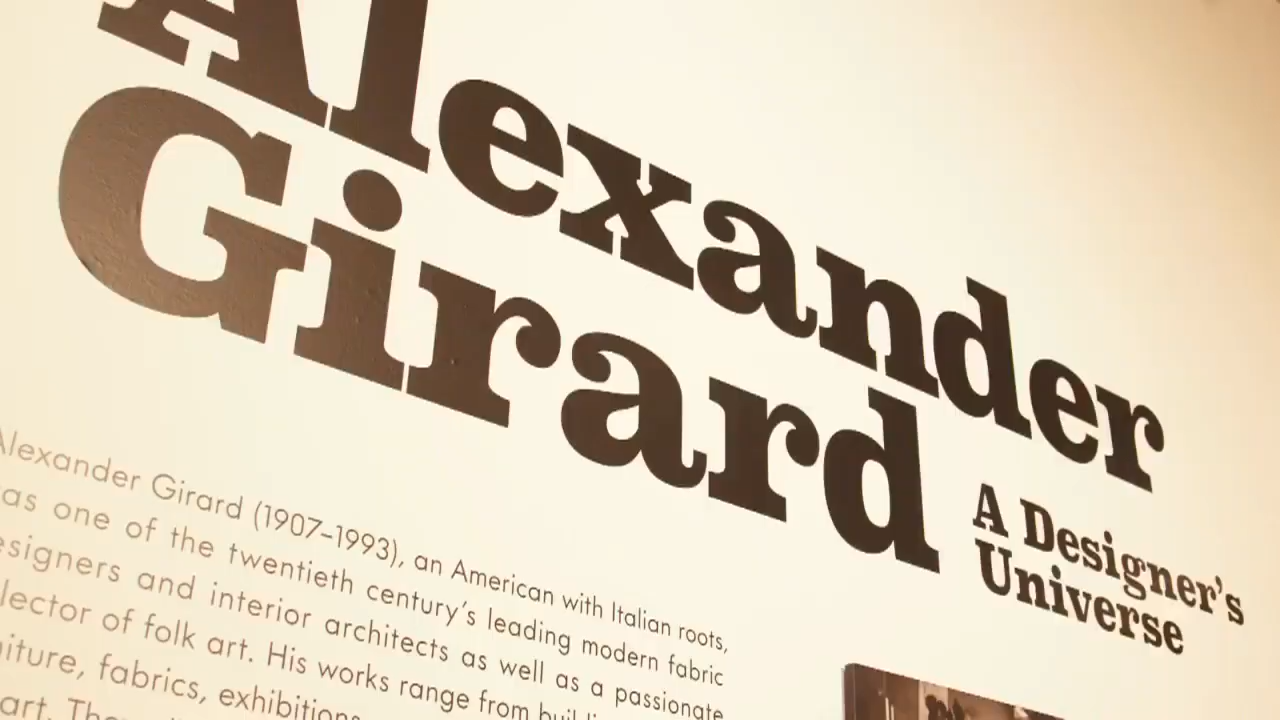 Alexander
Girard
A Designer's
Universe
Alexander Girard (1907–1993), an American with Italian roots,
as one of the twentieth century's leading modern fabric
esigners and interior architects as well as a passionate
lector of folk art. His works range from
niture, fabrics, exhibitions
art.